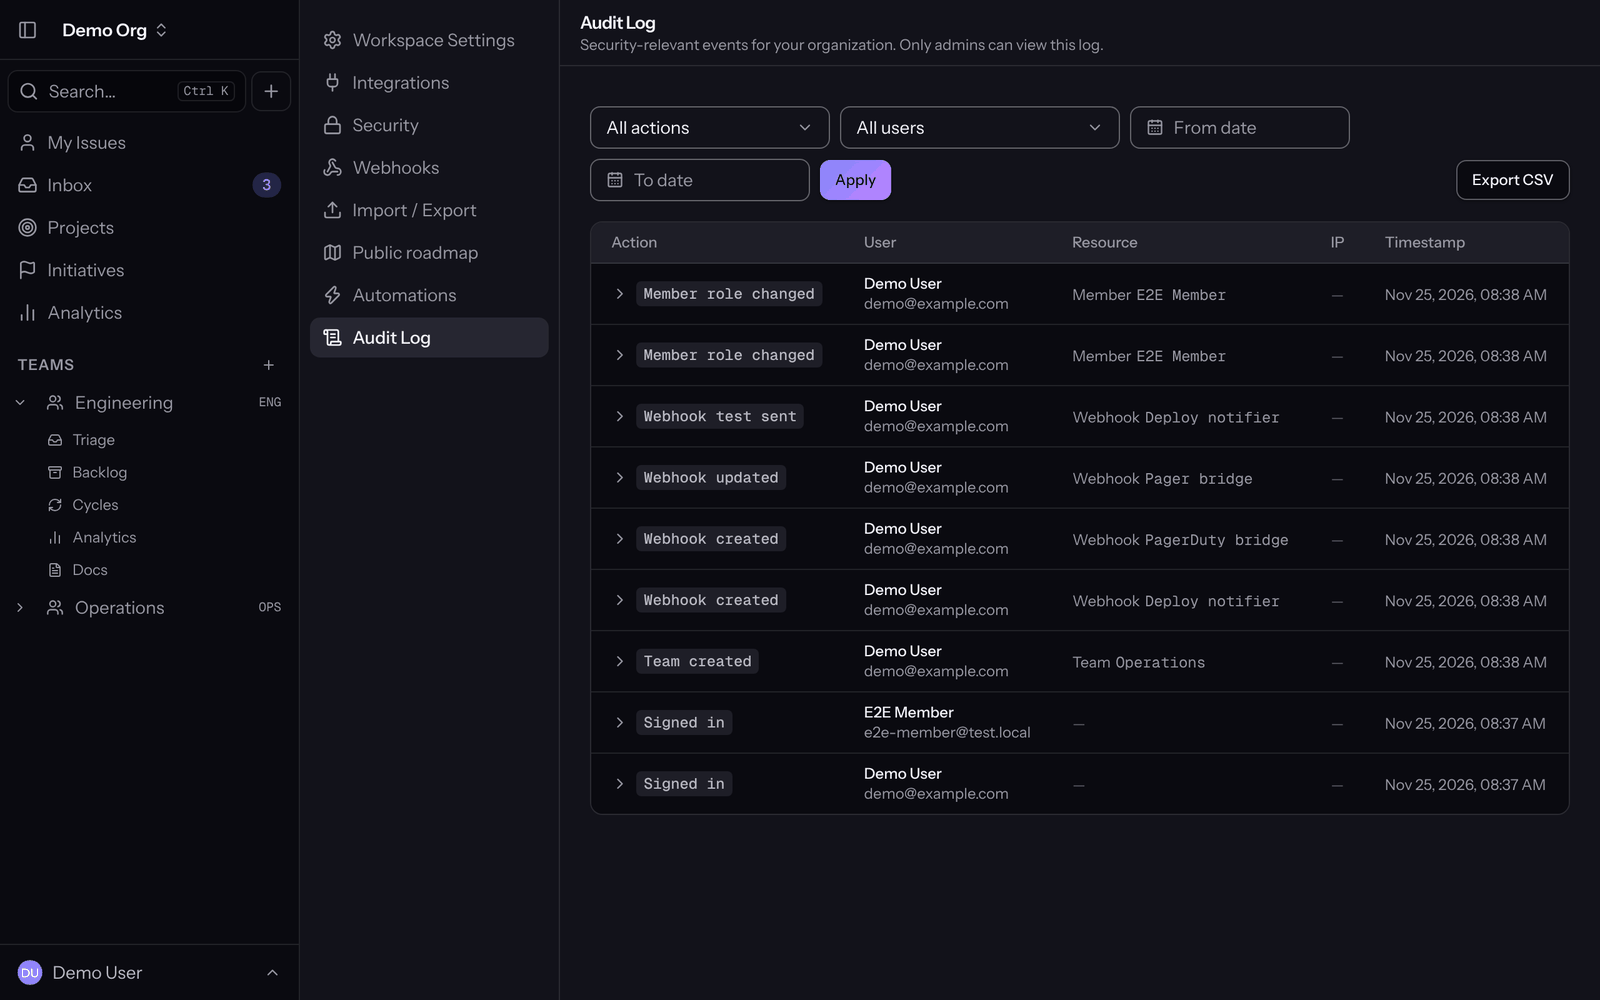 Demo Org
Search...
Ctrl K
My Issues
Inbox
3
Projects
Initiatives
Analytics
TEAMS
Engineering
ENG
Triage
Backlog
Cycles
Analytics
Docs
Operations
OPS
DU
Demo User
Workspace Settings
Integrations
Security
Webhooks
Import / Export
Public roadmap
Automations
Audit Log
Audit Log
Security-relevant events for your organization. Only admins can view this log.
All actions
All users
From date
To date
Apply
Export CSV
Action User Resource IP Timestamp
Member role changed
Demo User
demo@example.com
Member E2E Member
—
Nov 25, 2026, 08:38 AM
Member role changed
Demo User
demo@example.com
Member E2E Member
—
Nov 25, 2026, 08:38 AM
Webhook test sent
Demo User
demo@example.com
Webhook Deploy notifier
—
Nov 25, 2026, 08:38 AM
Webhook updated
Demo User
demo@example.com
Webhook Pager bridge
—
Nov 25, 2026, 08:38 AM
Webhook created
Demo User
demo@example.com
Webhook PagerDuty bridge
—
Nov 25, 2026, 08:38 AM
Webhook created
Demo User
demo@example.com
Webhook Deploy notifier
—
Nov 25, 2026, 08:38 AM
Team created
Demo User
demo@example.com
Team Operations
—
Nov 25, 2026, 08:38 AM
Signed in
E2E Member
e2e-member@test.local
—
—
Nov 25, 2026, 08:37 AM
Signed in
Demo User
demo@example.com
—
—
Nov 25, 2026, 08:37 AM